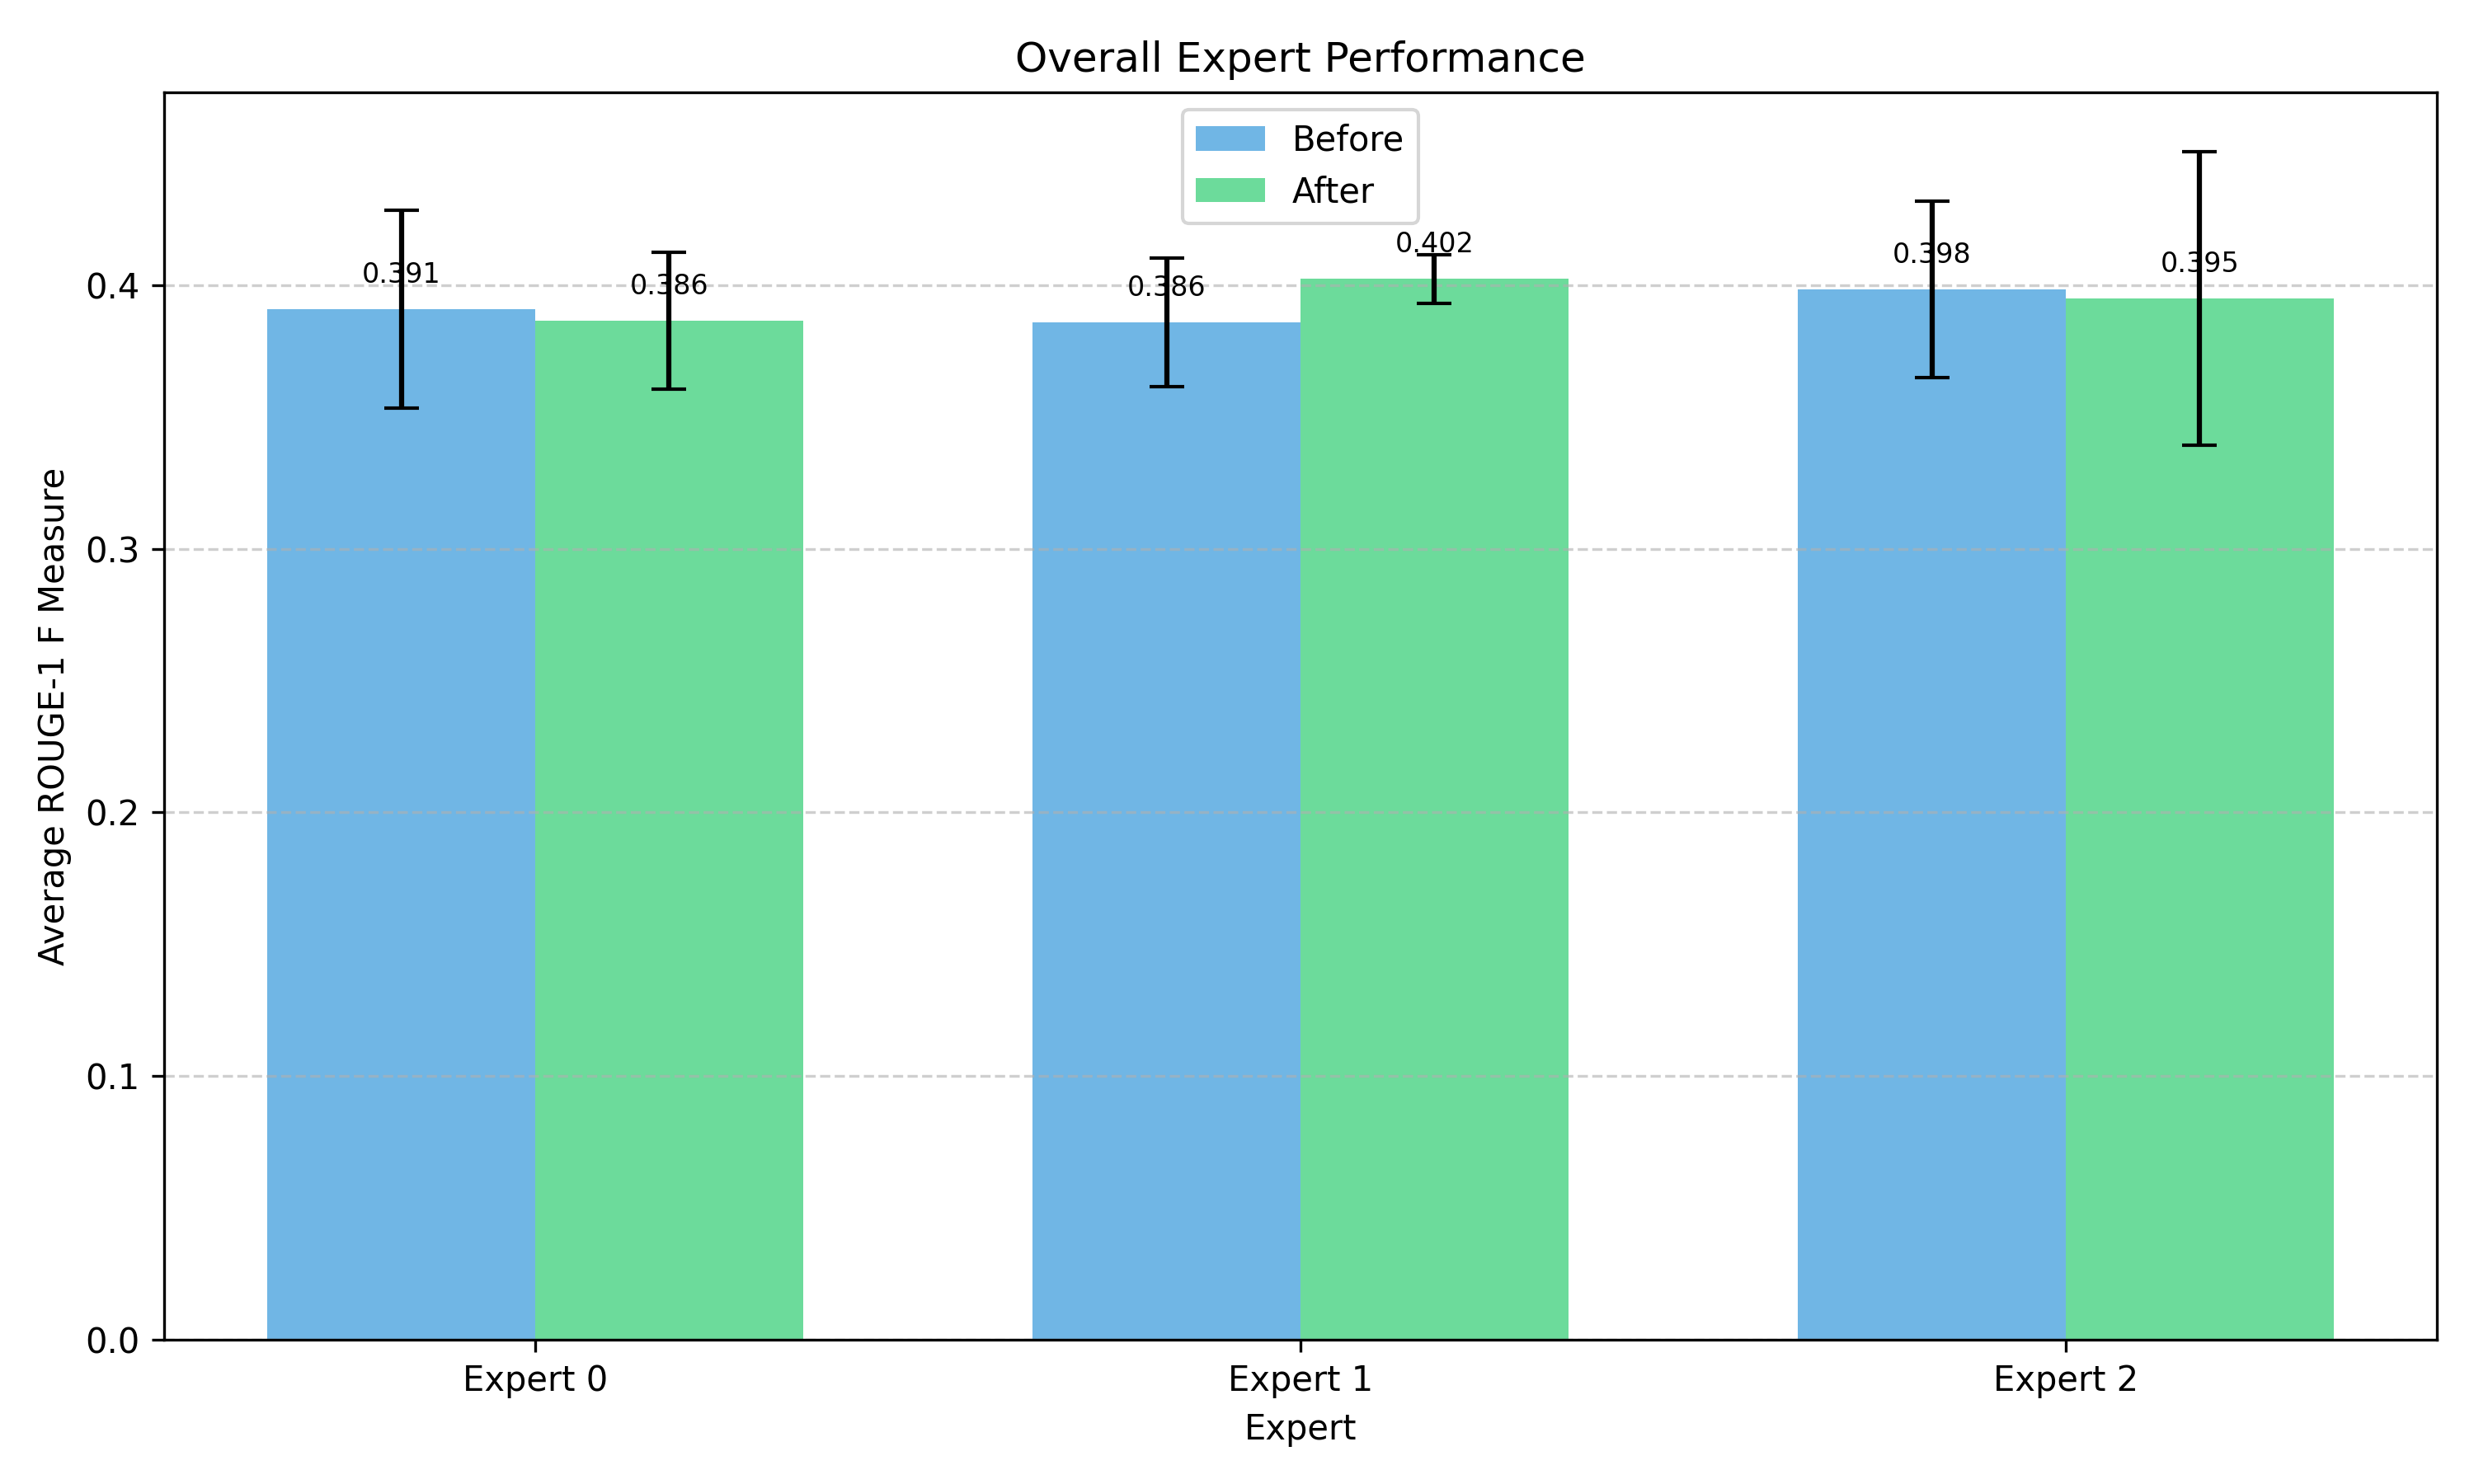 Overall Expert Performance
Before
After
0.391
0.386
0.386
0.402
0.398
0.395
0.4
0.3
0.2
0.1
0.0
Average ROUGE-1 F Measure
Expert 0
Expert 1
Expert 2
Expert